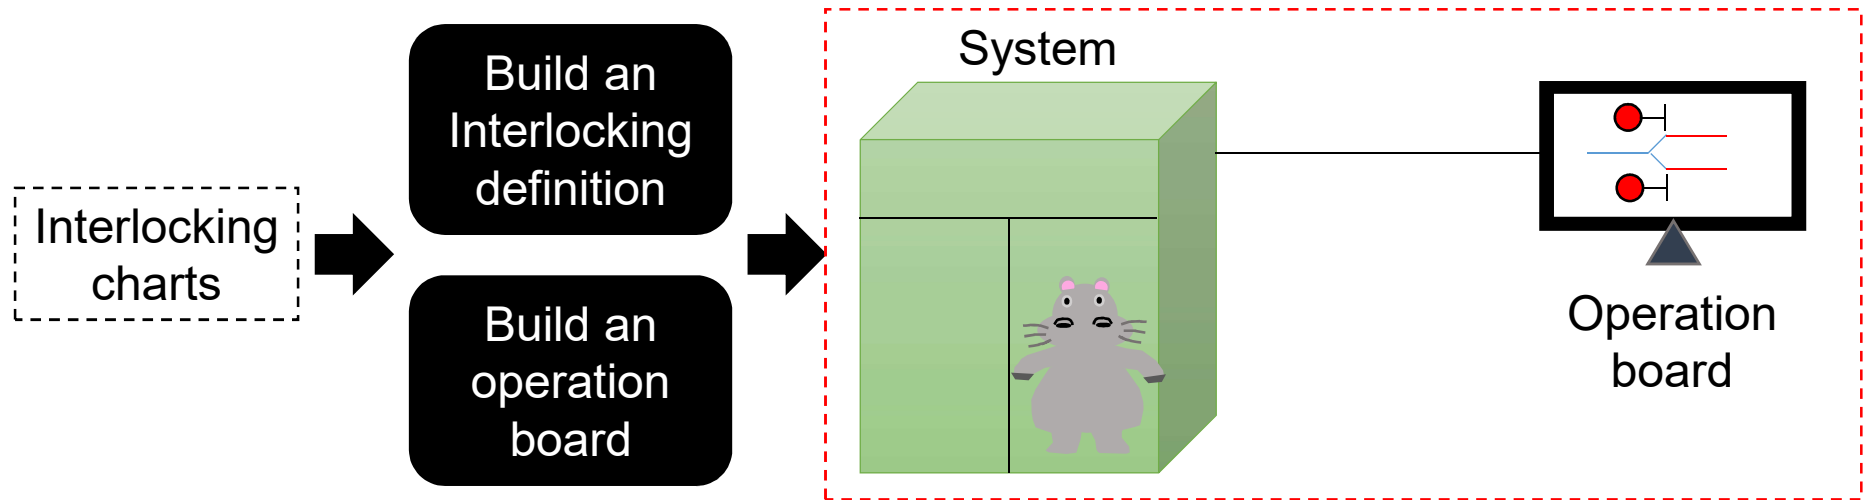 Interlocking
charts
Build an
Interlocking
definition
Build an
operation
board
System
Operation
board